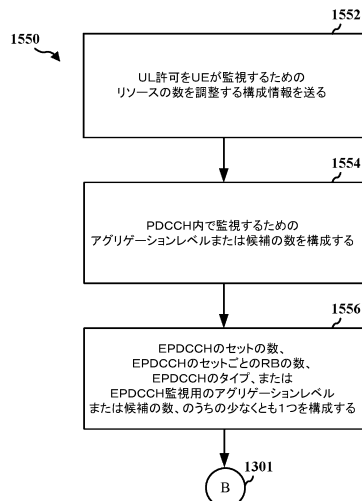 1550
1552
UL許可をUEが監視するための
リソースの数を調整する構成情報を送る
1554
PDCCH内で監視するための
アグリゲーションレベルまたは候補の数を構成する
1556
EPDCCHのセットの数、
EPDCCHのセットごとのRBの数、
EPDCCHのタイプ、または
EPDCCH監視用のアグリゲーションレベル
または候補の数、のうちの少なくとも1つを構成する
1301
B